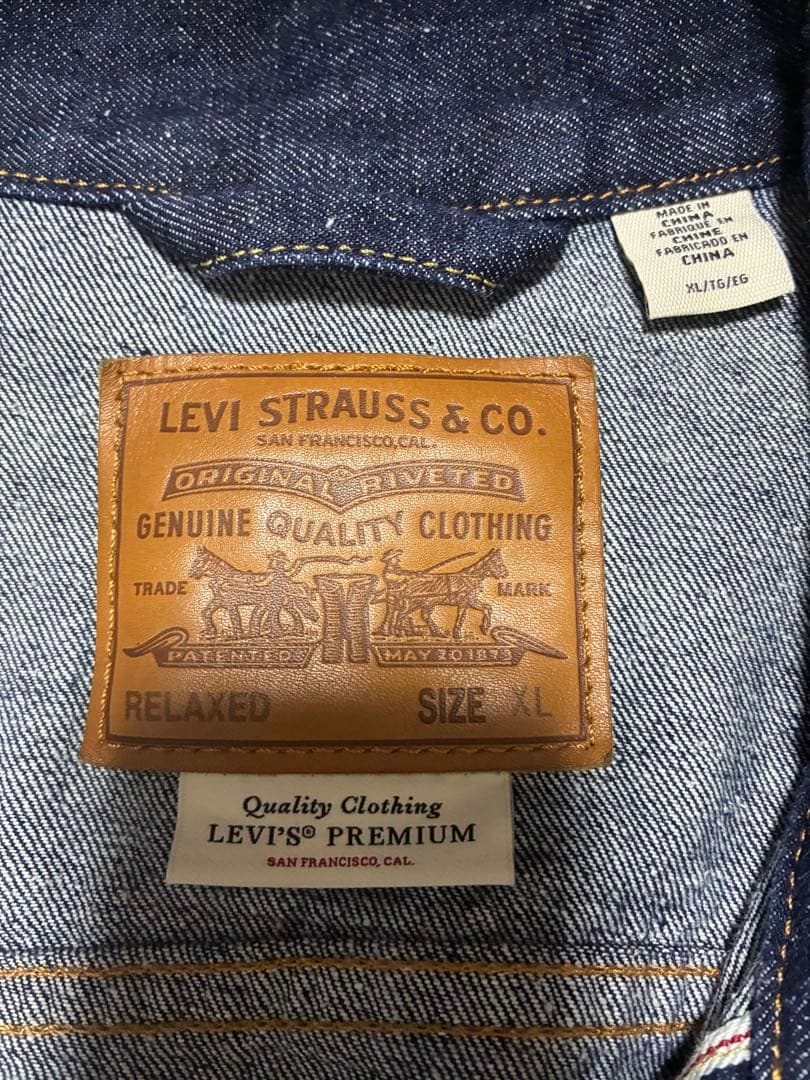 MADE IN
CHINA
FABRIQUÉ EN
CHINE
FABRICADO EN
CHINA
XL/TG/EG
LEVI STRAUSS & CO.
SAN FRANCISCO, CAL.
ORIGINAL RIVETED
GENUINE QUALITY CLOTHING
TRADE MARK
PATENTED MAY 20 1873
RELAXED SIZE XL
Quality Clothing
LEVI'S® PREMIUM
SAN FRANCISCO, CAL.